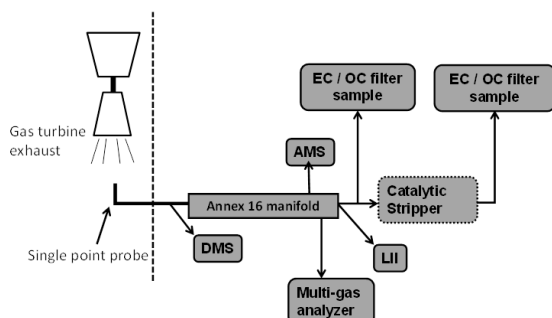 EC / OC filter
sample
EC / OC filter
sample
Gas turbine
exhaust
AMS
Annex 16 manifold
Catalytic
Stripper
Single point probe
DMS
LII
Multi-gas
analyzer